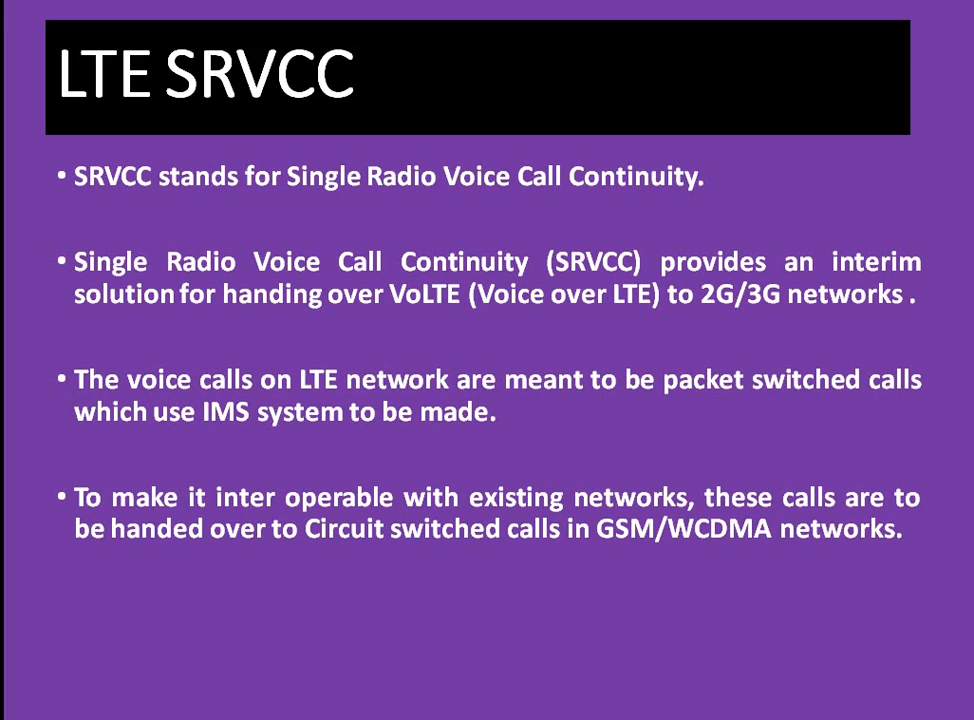 LTE SRVCC
• SRVCC stands for Single Radio Voice Call Continuity.
• Single Radio Voice Call Continuity (SRVCC) provides an interim
solution for handing over VoLTE (Voice over LTE) to 2G/3G networks .
• The voice calls on LTE network are meant to be packet switched calls
which use IMS system to be made.
• To make it inter operable with existing networks, these calls are to
be handed over to Circuit switched calls in GSM/WCDMA networks.